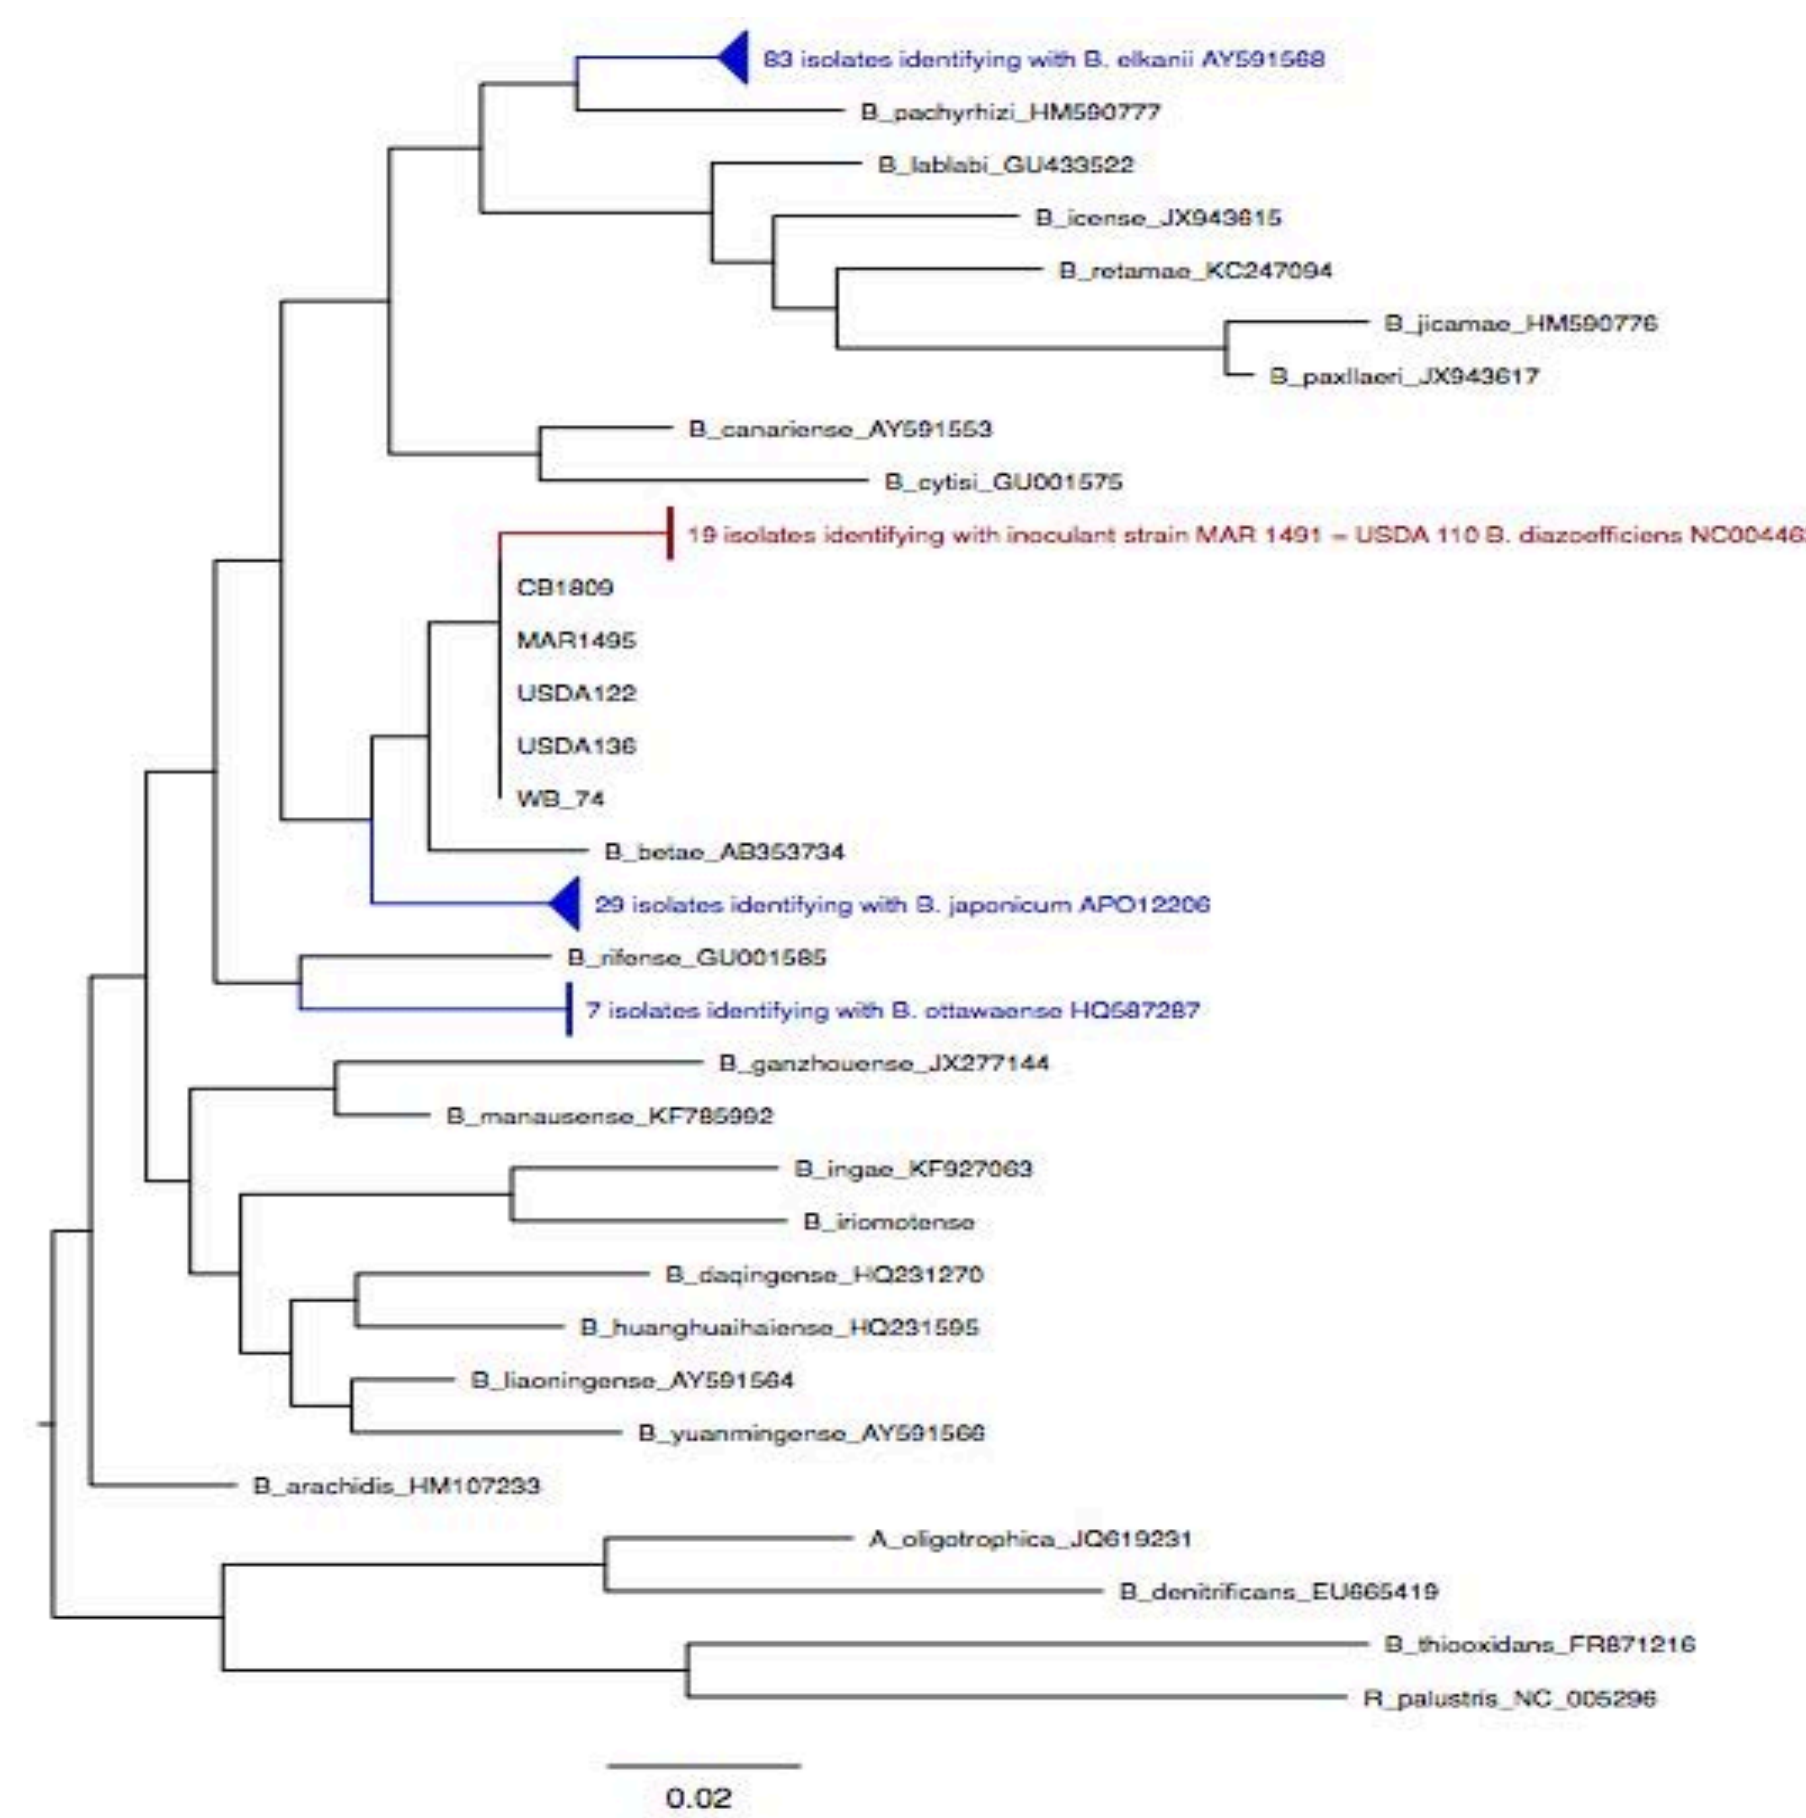 83 isolates identifying with B. elkanii AY591568
B_pachyrhizi_HM590777
B_lablabi_GU433522
B_icense_JX943615
B_retamae_KC247094
B_jicamae_HM590776
B_paxllaeri_JX943617
B_canariense_AY591553
B_cytisi_GU001575
19 isolates identifying with inoculant strain MAR 1491 = USDA 110 B. diazoefficiens NC00446
CB1809
MAR1495
USDA122
USDA136
WB_74
B_betae_AB353734
29 isolates identifying with B. japonicum APO12206
B_rifense_GU001585
7 isolates identifying with B. ottawaense HQ587287
B_ganzhouense_JX277144
B_manausense_KF785992
B_ingae_KF927063
B_iriomotense
B_daqingense_HQ231270
B_huanghuaihaiense_HQ231595
B_liaoningense_AY591564
B_yuanmingense_AY591566
B_arachidis_HM107233
A_oligotrophica_JQ619231
B_denitrificans_EU665419
B_thiooxidans_FR871216
R_palustris_NC_005296
0.02